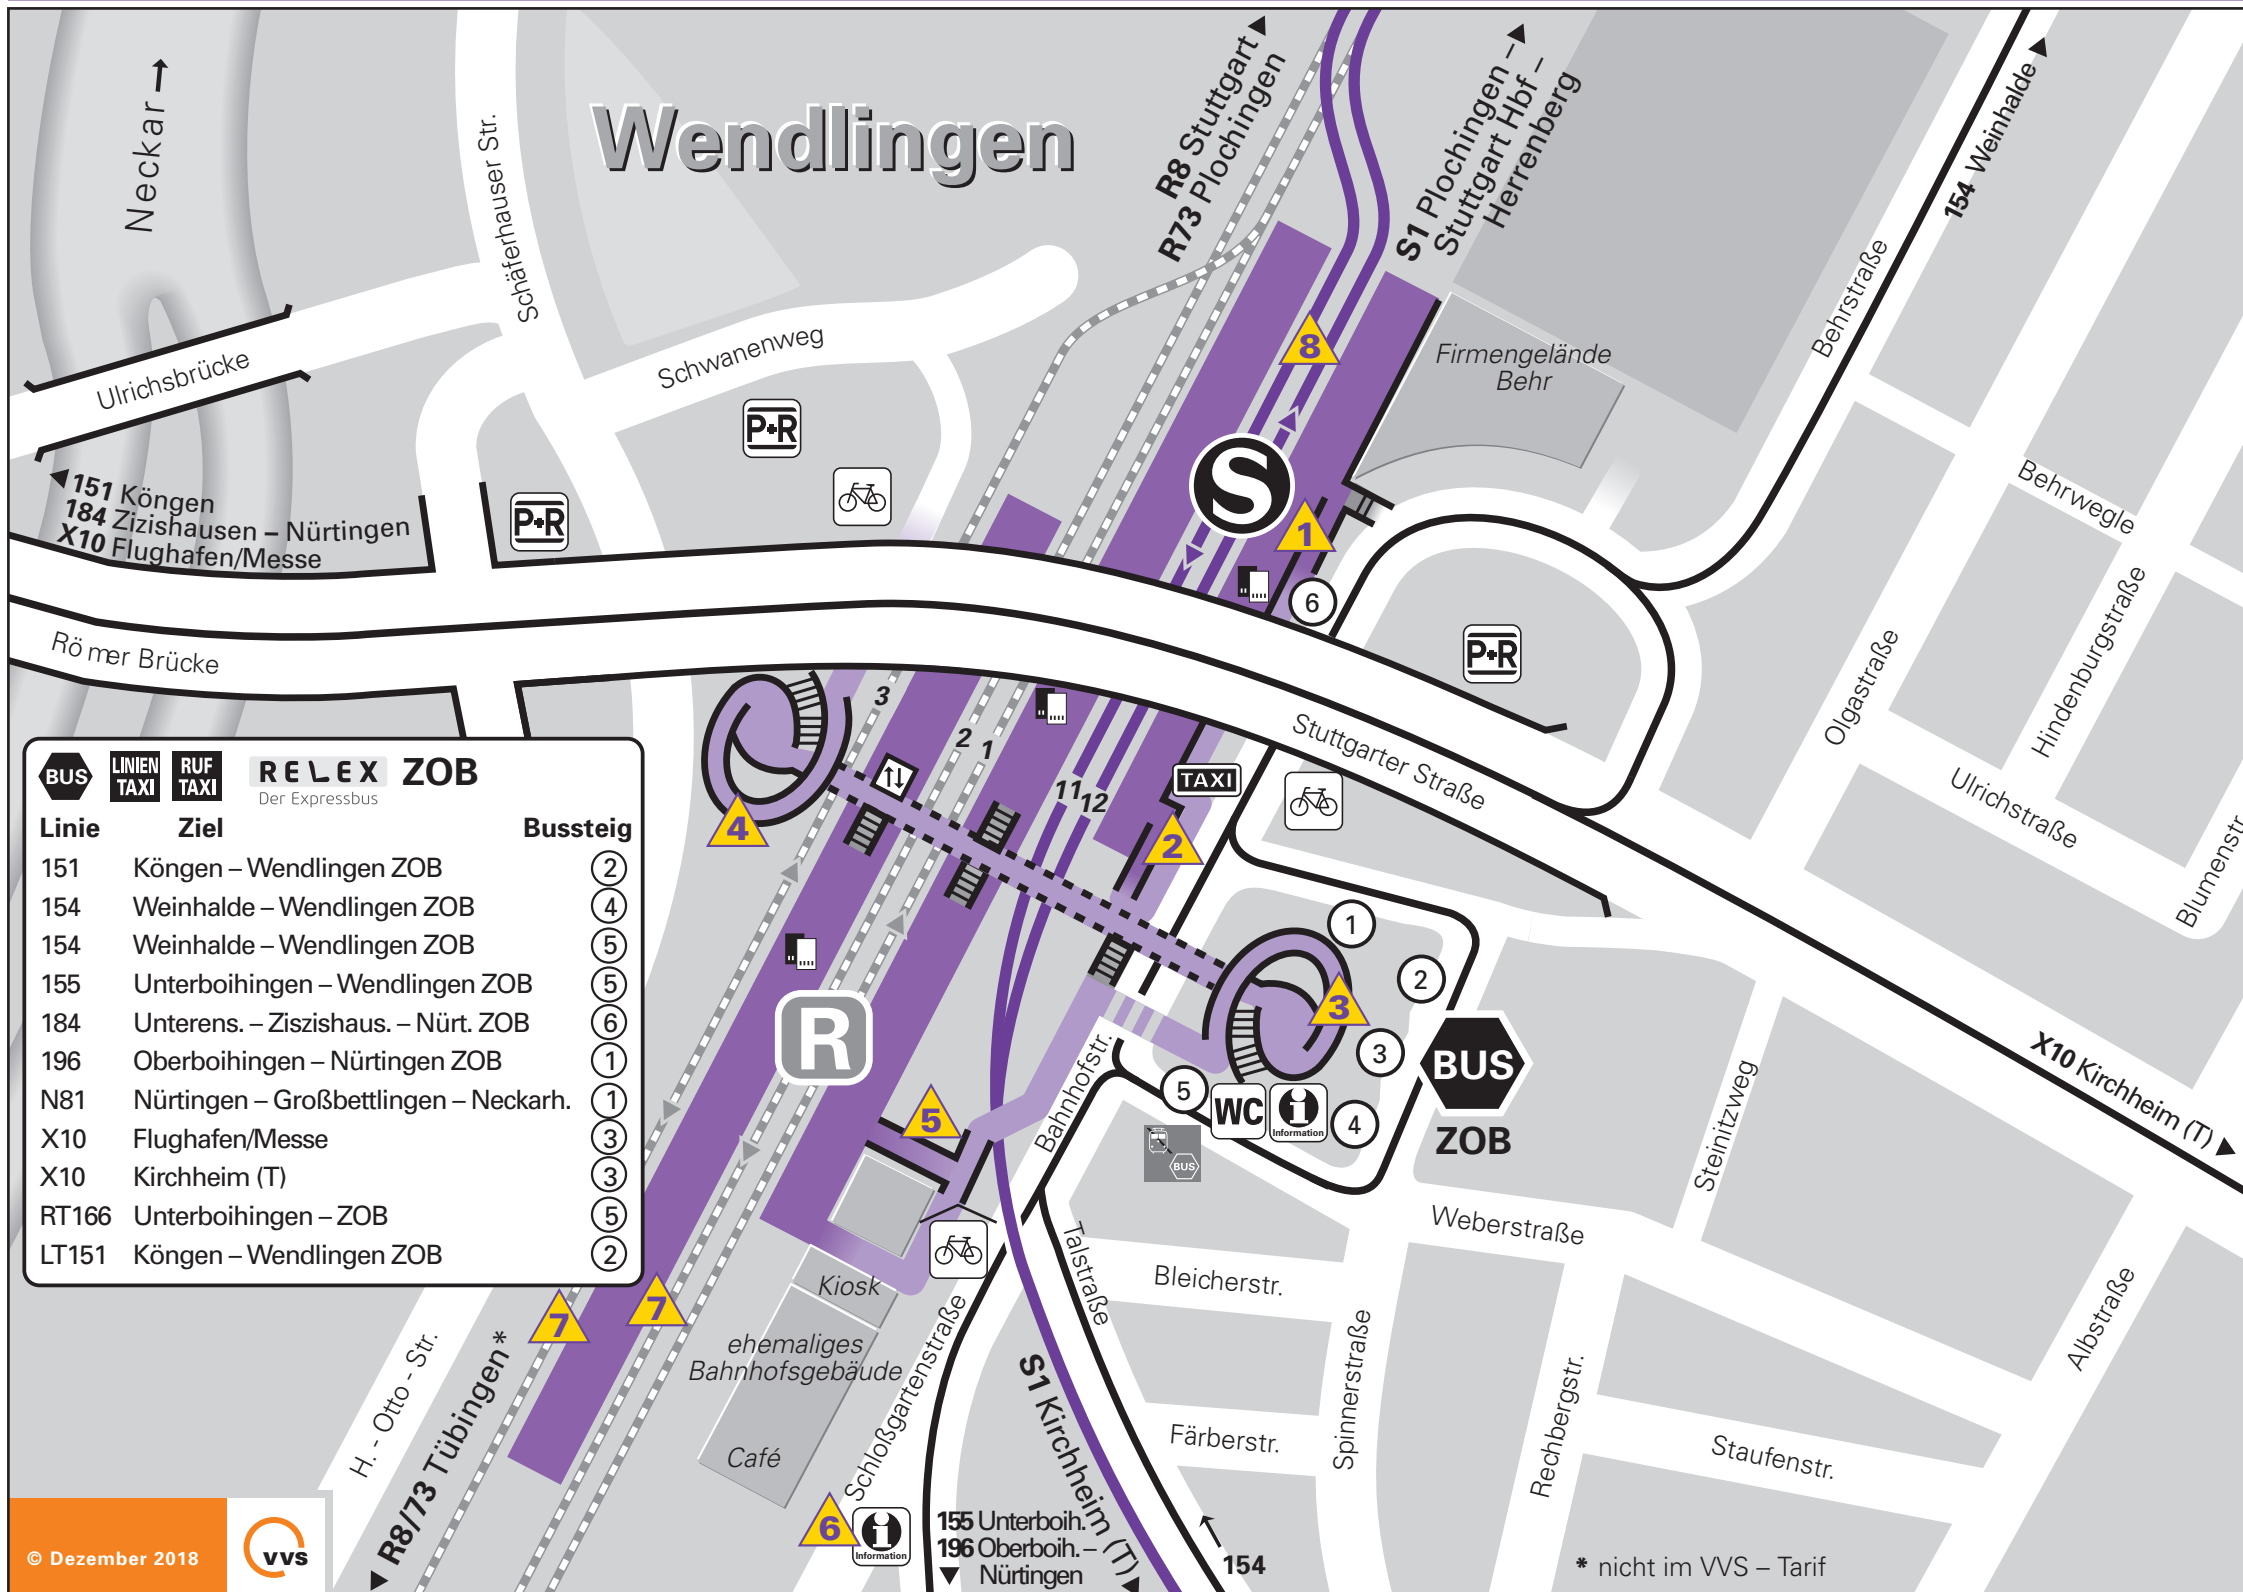 Wendlingen
Neckar
Schäferhauser Str.
R8 Stuttgart
R73 Plochingen
S1 Plochingen –
Stuttgart Hbf –
Herrenberg
154 Weinhalde
Behrstraße
Ulrichsbrücke
Schwanenweg
8
Firmengelände
Behr
P+R
P+R
S
1
6
151 Köngen
184 Zizishausen – Nürtingen
X10 Flughafen/Messe
Behrwegle
Hindenburgstraße
Olgastraße
Ulrichstraße
Blumenstr.
Römer Brücke
P+R
Stuttgarter Straße
3
2
1
11
12
TAXI
4
2
BUS
LINIEN
TAXI
RUF
TAXI
RELEX
Der Expressbus
ZOB
Linie Ziel Bussteig
151 Köngen – Wendlingen ZOB 2
154 Weinhalde – Wendlingen ZOB 4
154 Weinhalde – Wendlingen ZOB 5
155 Unterboihingen – Wendlingen ZOB 5
184 Unterens. – Ziszishaus. – Nürt. ZOB 6
196 Oberboihingen – Nürtingen ZOB 1
N81 Nürtingen – Großbettlingen – Neckarh. 1
X10 Flughafen/Messe 3
X10 Kirchheim (T) 3
RT166 Unterboihingen – ZOB 5
LT151 Köngen – Wendlingen ZOB 2
R
1
2
3
3
BUS
ZOB
5
WC
i
Information
4
BUS
5
Bahnhofstr.
Steinitzweg
X10 Kirchheim (T)
Weberstraße
Talstraße
Bleicherstr.
Kiosk
ehemaliges
Bahnhofsgebäude
Café
7
7
Schloßgartenstraße
S1 Kirchheim (T)
Spinnerstraße
Färberstr.
Rechbergstr.
Staufenstr.
Albstraße
H.-Otto-Str.
R8/73 Tübingen*
6
i
Information
155 Unterboih.
196 Oberboih. –
Nürtingen
154
* nicht im VVS – Tarif
© Dezember 2018
VVS